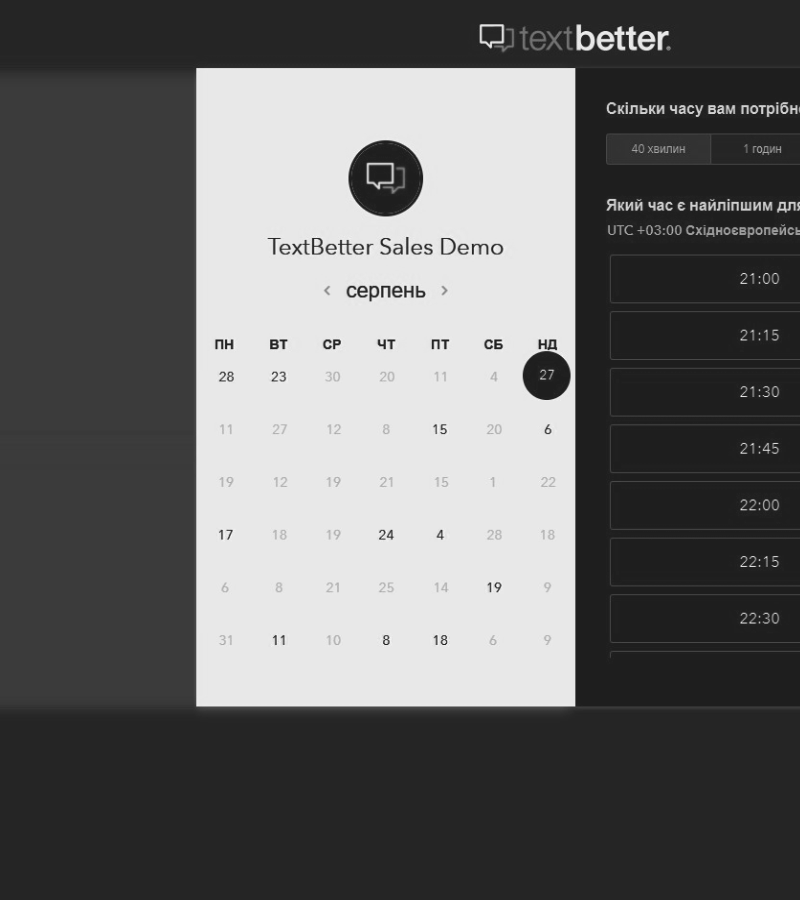 textbetter.
Скільки часу вам потрібн
40 хвилин 1 годин
TextBetter Sales Demo
Який час є найліпшим для
UTC +03:00 Східноєвропейсь
< серпень >
ПН ВТ СР ЧТ ПТ СБ НД
28 23 30 20 11 4 27
11 27 12 8 15 20 6
19 12 19 21 15 1 22
17 18 19 24 4 28 18
6 8 21 25 14 19 9
31 11 10 8 18 6 9
21:00
21:15
21:30
21:45
22:00
22:15
22:30